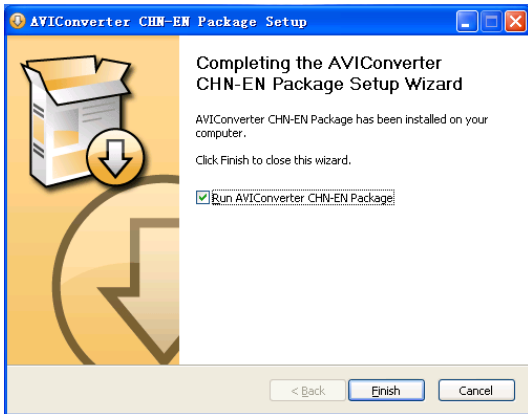 AVIConverter CHN-EN Package Setup
Completing the AVIConverter
CHN-EN Package Setup Wizard
AVIConverter CHN-EN Package has been installed on your
computer.
Click Finish to close this wizard.
Run AVIConverter CHN-EN Package
< Back Finish Cancel